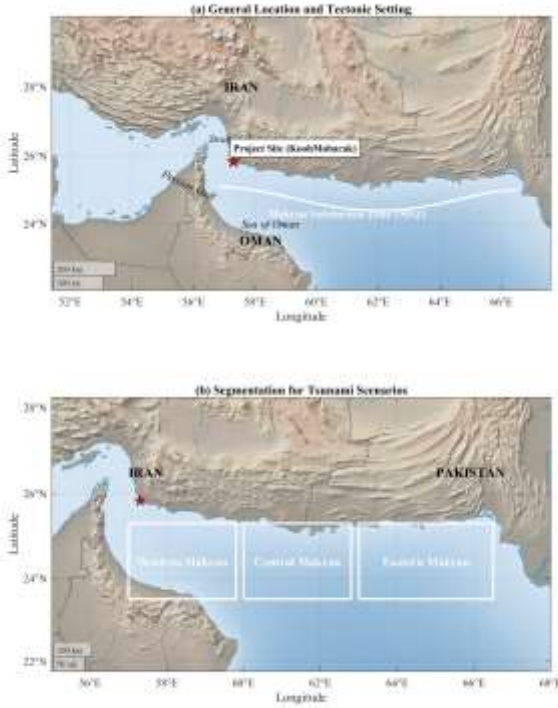 (a) General Location and Tectonic Setting
28°N
26°N
24°N
Latitude
IRAN
Project Site (KoohMobarak)
Sea of Oman
OMAN
52°E 54°E 56°E 58°E 60°E 62°E 64°E 66°E
Longitude
(b) Segmentation for Tsunami Scenarios
28°N
26°N
24°N
22°N
Latitude
IRAN
PAKISTAN
Western Makran
Central Makran
Eastern Makran
56°E 58°E 60°E 62°E 64°E 66°E 68°E
Longitude